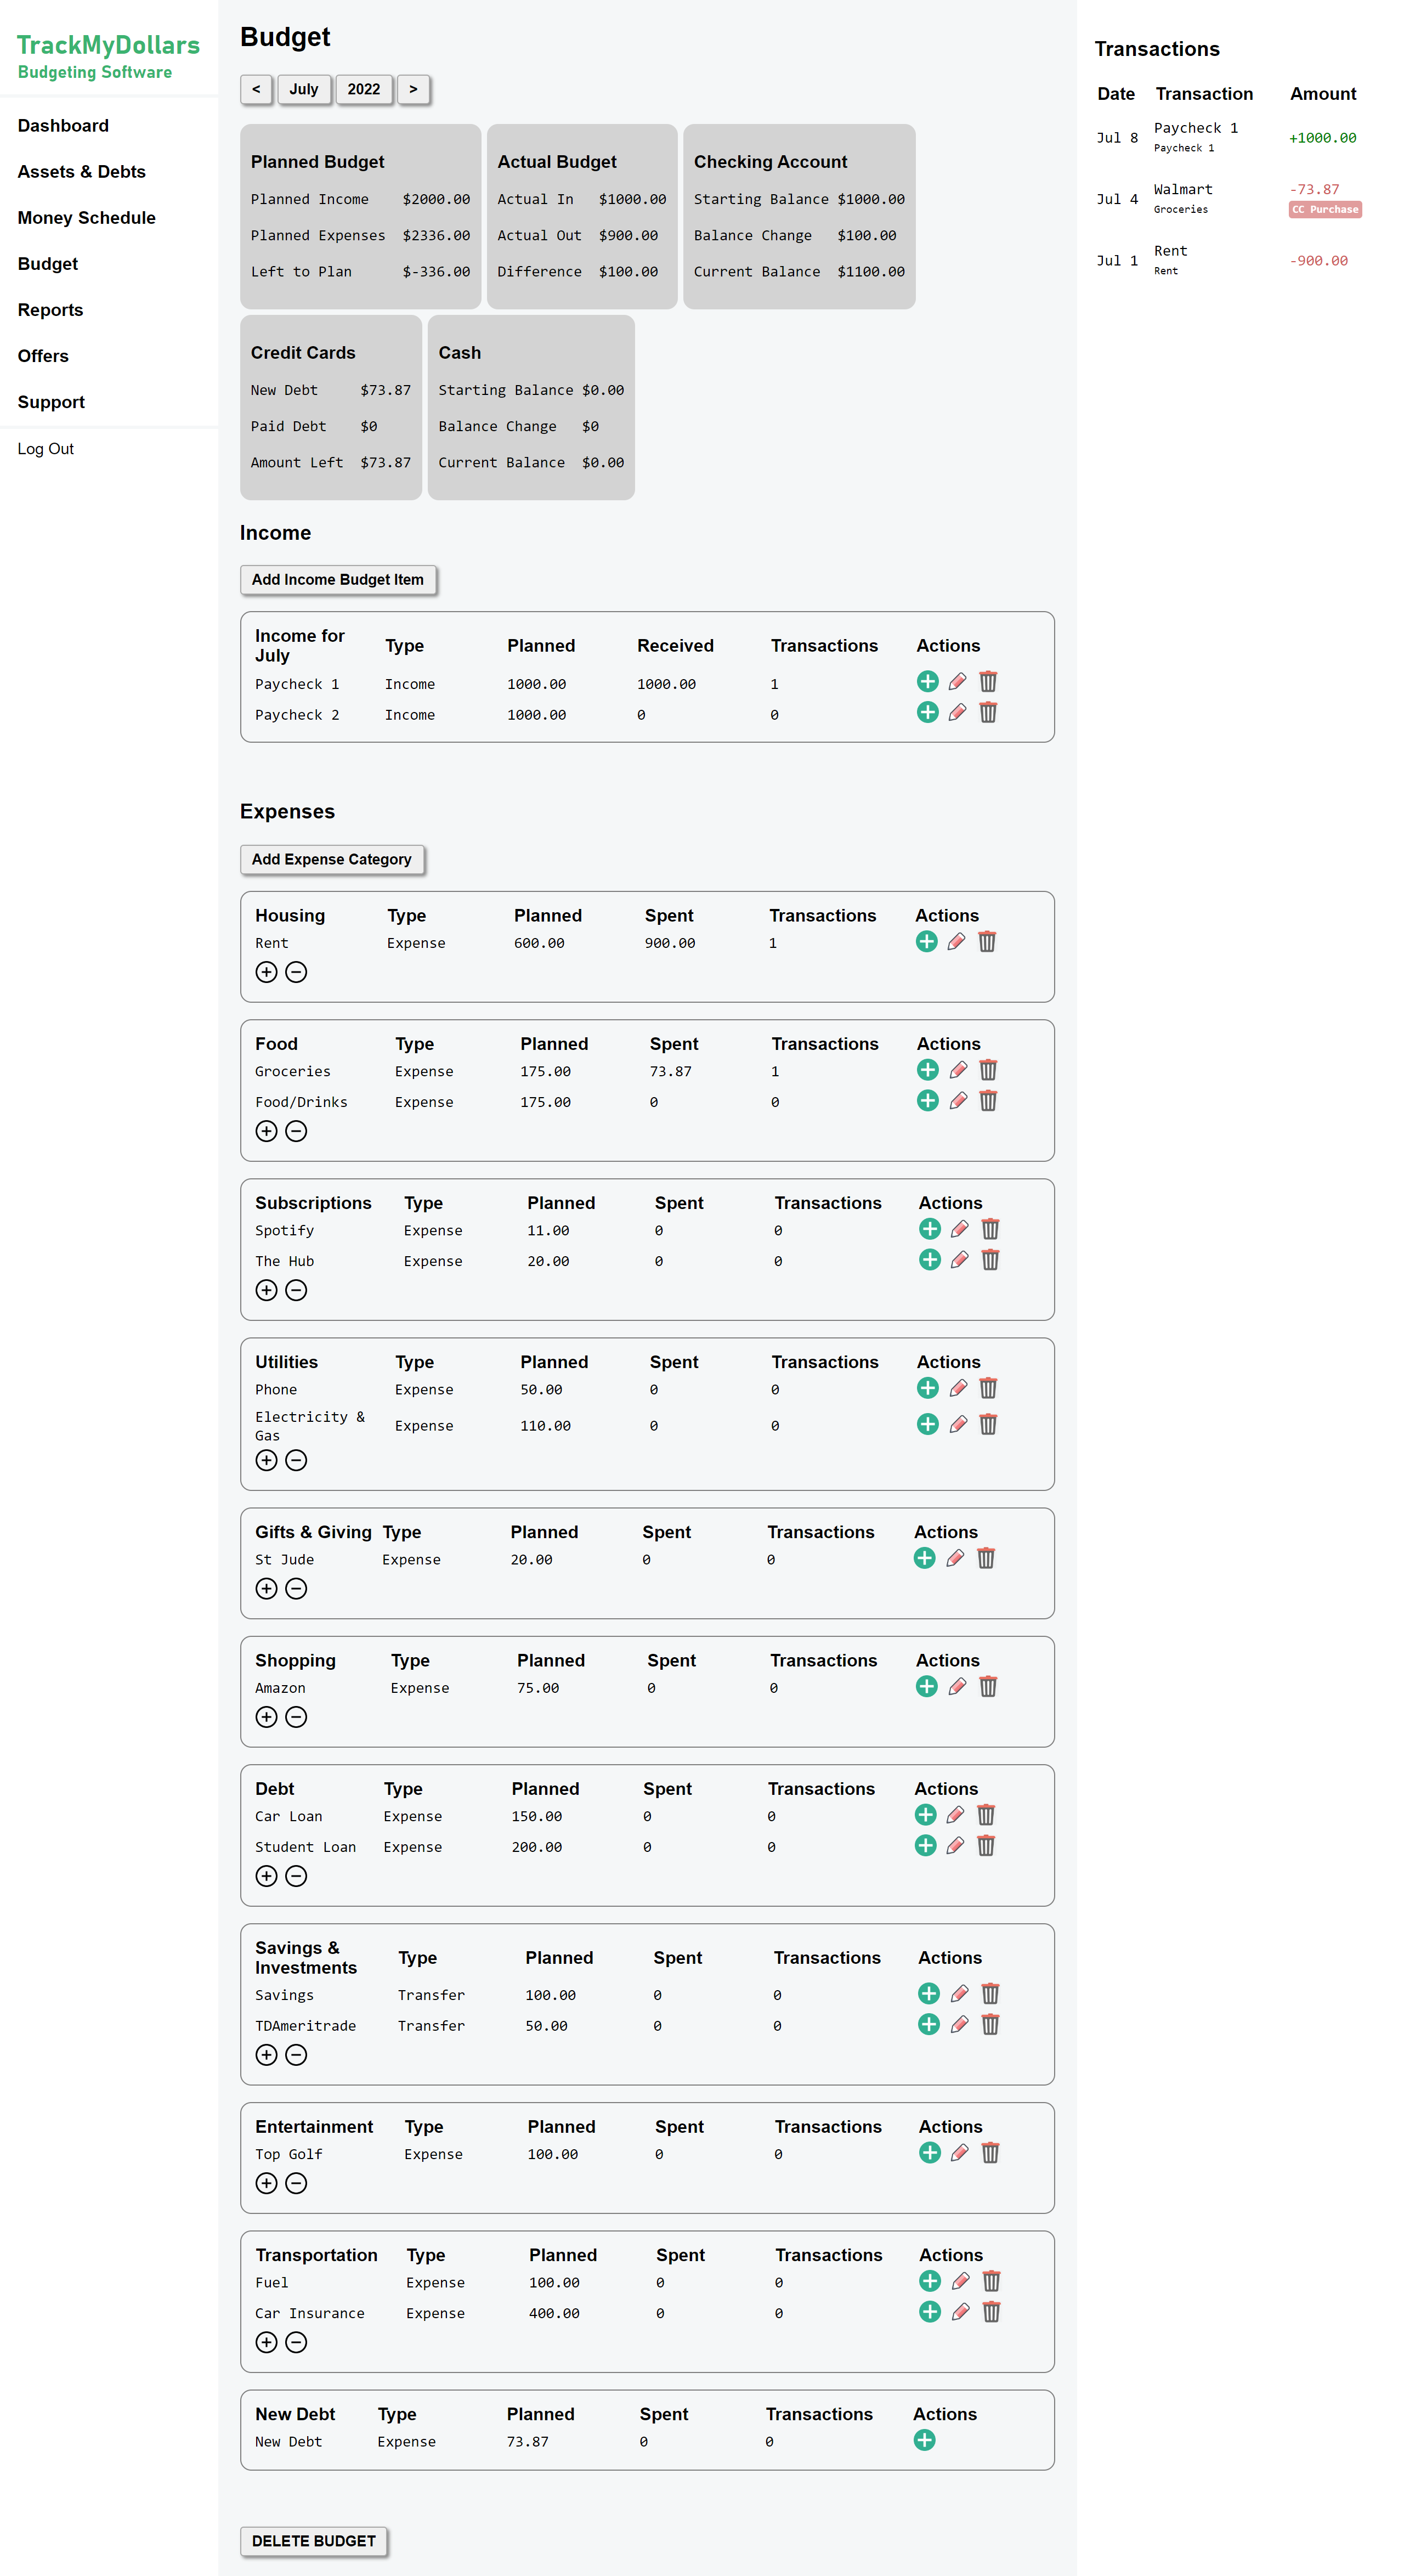 TrackMyDollars
Budgeting Software
Dashboard
Assets & Debts
Money Schedule
Budget
Reports
Offers
Support
Log Out
Budget
< July 2022 >
Planned Budget
Planned Income $2000.00
Planned Expenses $2336.00
Left to Plan $-336.00
Actual Budget
Actual In $1000.00
Actual Out $900.00
Difference $100.00
Checking Account
Starting Balance $1000.00
Balance Change $100.00
Current Balance $1100.00
Credit Cards
New Debt $73.87
Paid Debt $0
Amount Left $73.87
Cash
Starting Balance $0.00
Balance Change $0
Current Balance $0.00
Income
Add Income Budget Item
Income for July Type Planned Received Transactions Actions
Paycheck 1 Income 1000.00 1000.00 1
Paycheck 2 Income 1000.00 0 0
Expenses
Add Expense Category
Housing Type Planned Spent Transactions Actions
Rent Expense 600.00 900.00 1
Food Type Planned Spent Transactions Actions
Groceries Expense 175.00 73.87 1
Food/Drinks Expense 175.00 0 0
Subscriptions Type Planned Spent Transactions Actions
Spotify Expense 11.00 0 0
The Hub Expense 20.00 0 0
Utilities Type Planned Spent Transactions Actions
Phone Expense 50.00 0 0
Electricity & Gas Expense 110.00 0 0
Gifts & Giving Type Planned Spent Transactions Actions
St Jude Expense 20.00 0 0
Shopping Type Planned Spent Transactions Actions
Amazon Expense 75.00 0 0
Debt Type Planned Spent Transactions Actions
Car Loan Expense 150.00 0 0
Student Loan Expense 200.00 0 0
Savings & Investments Type Planned Spent Transactions Actions
Savings Transfer 100.00 0 0
TDAmeritrade Transfer 50.00 0 0
Entertainment Type Planned Spent Transactions Actions
Top Golf Expense 100.00 0 0
Transportation Type Planned Spent Transactions Actions
Fuel Expense 100.00 0 0
Car Insurance Expense 400.00 0 0
New Debt Type Planned Spent Transactions Actions
New Debt Expense 73.87 0 0
DELETE BUDGET
Transactions
Date Transaction Amount
Jul 8 Paycheck 1 +1000.00
Paycheck 1
Jul 4 Walmart -73.87
Groceries CC Purchase
Jul 1 Rent -900.00
Rent